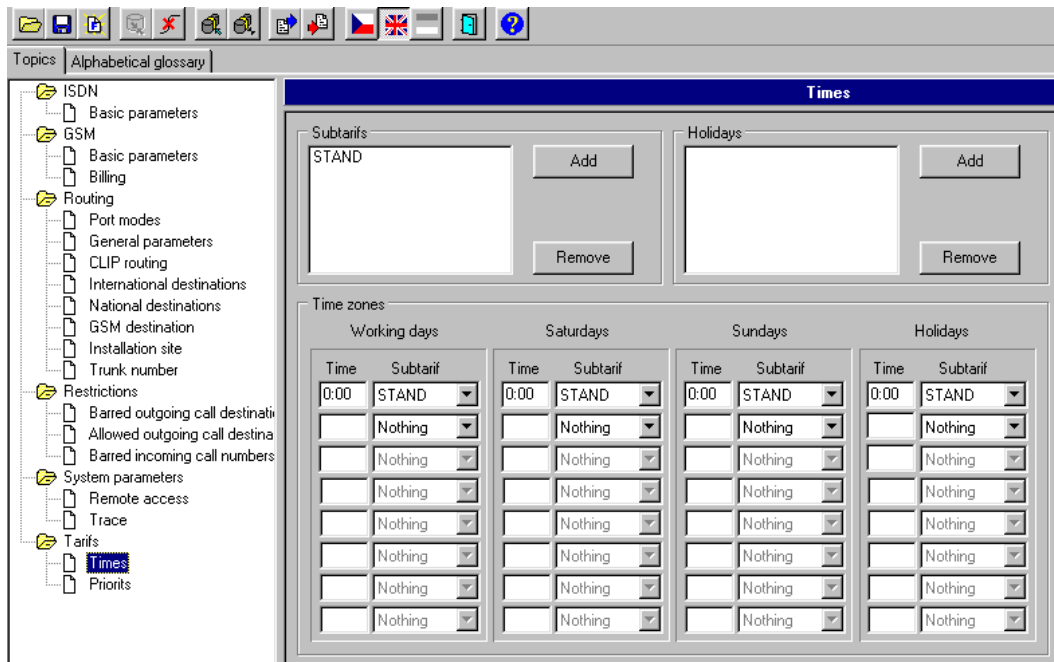 Topics Alphabetical glossary
ISDN
Basic parameters
GSM
Basic parameters
Billing
Routing
Port modes
General parameters
CLIP routing
International destinations
National destinations
GSM destination
Installation site
Trunk number
Restrictions
Barred outgoing call destinati
Allowed outgoing call destina
Barred incoming call numbers
System parameters
Remote access
Trace
Tarifs
Times
Priorits
Times
Subtarifs
STAND
Add
Remove
Holidays
Add
Remove
Time zones
Working days Saturdays Sundays Holidays
Time Subtarif Time Subtarif Time Subtarif Time Subtarif
0:00 STAND 0:00 STAND 0:00 STAND 0:00 STAND
Nothing Nothing Nothing Nothing
Nothing Nothing Nothing Nothing
Nothing Nothing Nothing Nothing
Nothing Nothing Nothing Nothing
Nothing Nothing Nothing Nothing
Nothing Nothing Nothing Nothing
Nothing Nothing Nothing Nothing